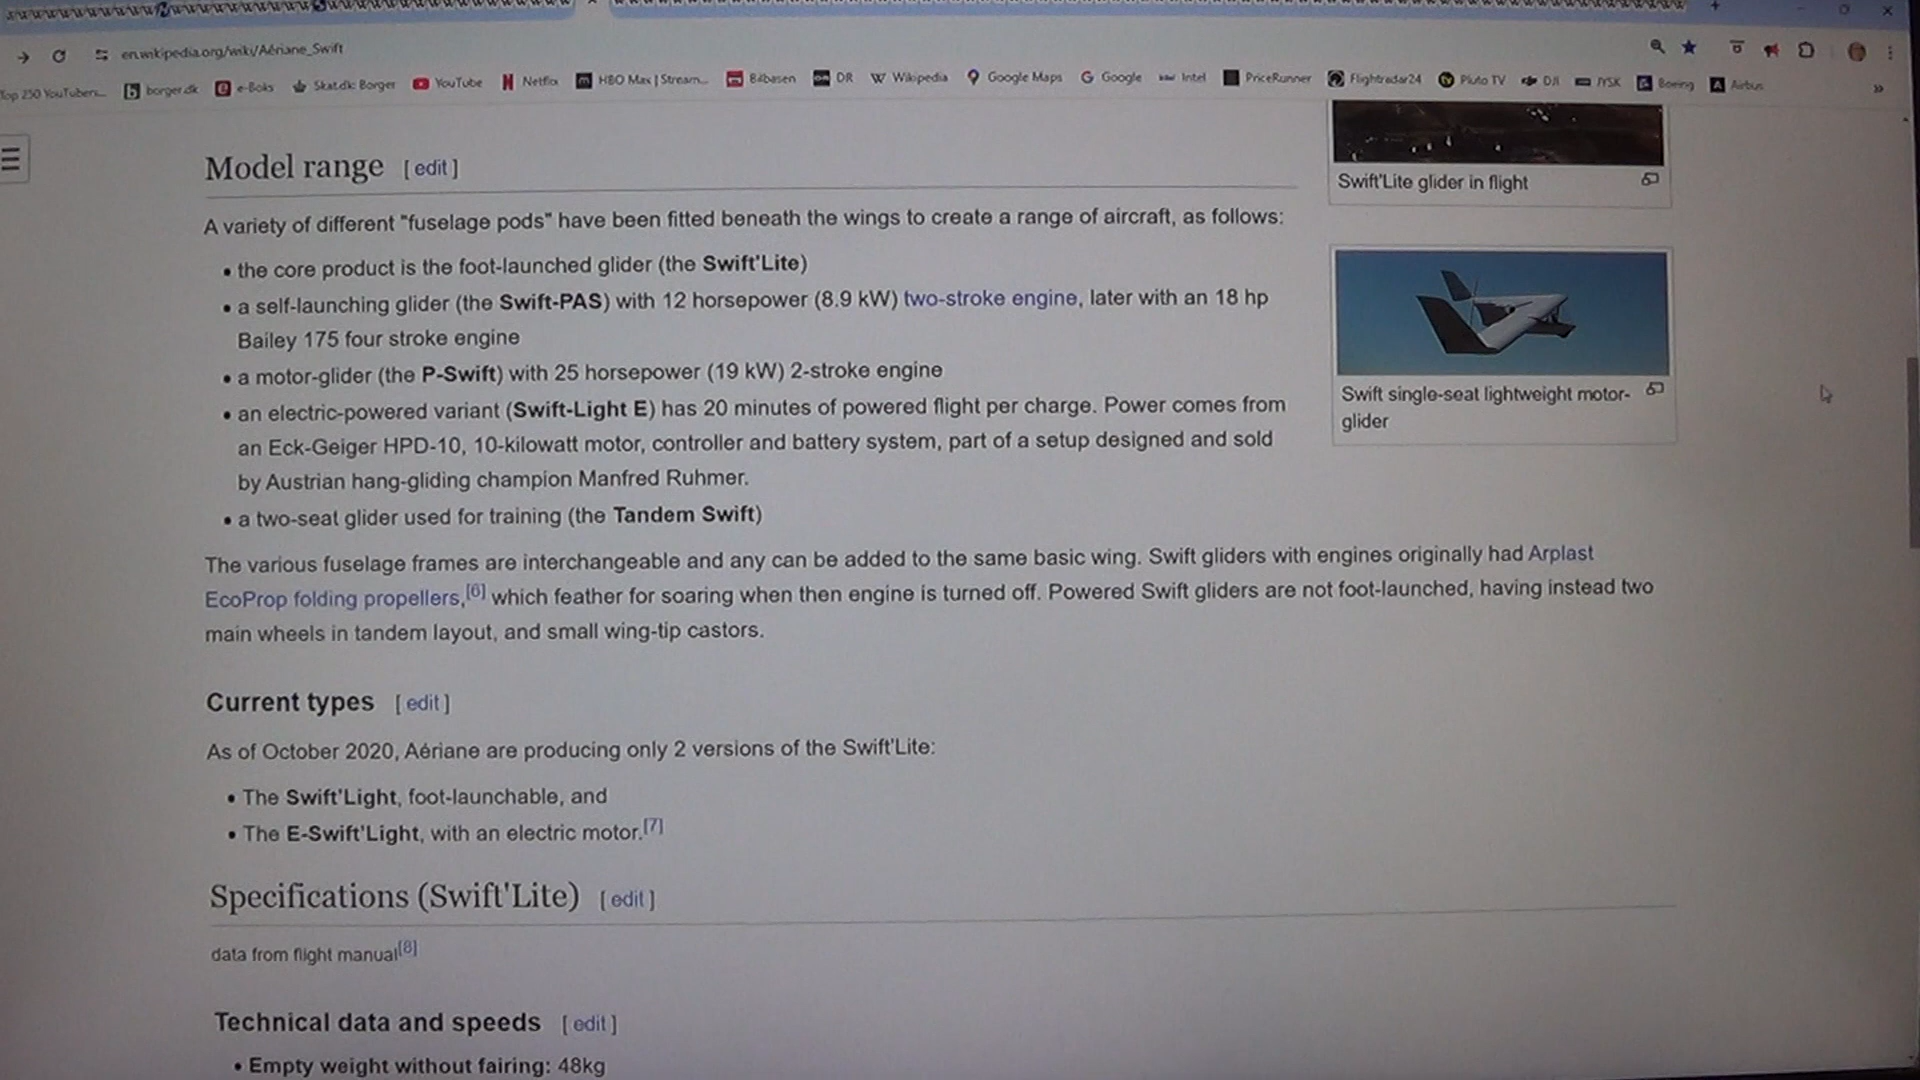 en.wikipedia.org/wiki/Aériane_Swift
Top 250 YouTubers... borger.dk e-Boks Skat.dk: Borger YouTube Netflix HBO Max | Stream... Bilbasen DR Wikipedia Google Maps Google Intel PriceRunner Flightradar24 Pluto TV DJI JYSK Boeing Airbus
Swift'Lite glider in flight
Model range [ edit ]
A variety of different "fuselage pods" have been fitted beneath the wings to create a range of aircraft, as follows:
• the core product is the foot-launched glider (the Swift'Lite)
• a self-launching glider (the Swift-PAS) with 12 horsepower (8.9 kW) two-stroke engine, later with an 18 hp
Bailey 175 four stroke engine
• a motor-glider (the P-Swift) with 25 horsepower (19 kW) 2-stroke engine
• an electric-powered variant (Swift-Light E) has 20 minutes of powered flight per charge. Power comes from
an Eck-Geiger HPD-10, 10-kilowatt motor, controller and battery system, part of a setup designed and sold
by Austrian hang-gliding champion Manfred Ruhmer.
• a two-seat glider used for training (the Tandem Swift)
Swift single-seat lightweight motor-
glider
The various fuselage frames are interchangeable and any can be added to the same basic wing. Swift gliders with engines originally had Arplast
EcoProp folding propellers,[6] which feather for soaring when then engine is turned off. Powered Swift gliders are not foot-launched, having instead two
main wheels in tandem layout, and small wing-tip castors.
Current types [ edit ]
As of October 2020, Aériane are producing only 2 versions of the Swift'Lite:
• The Swift'Light, foot-launchable, and
• The E-Swift'Light, with an electric motor.[7]
Specifications (Swift'Lite) [ edit ]
data from flight manual[8]
Technical data and speeds [ edit ]
• Empty weight without fairing: 48kg